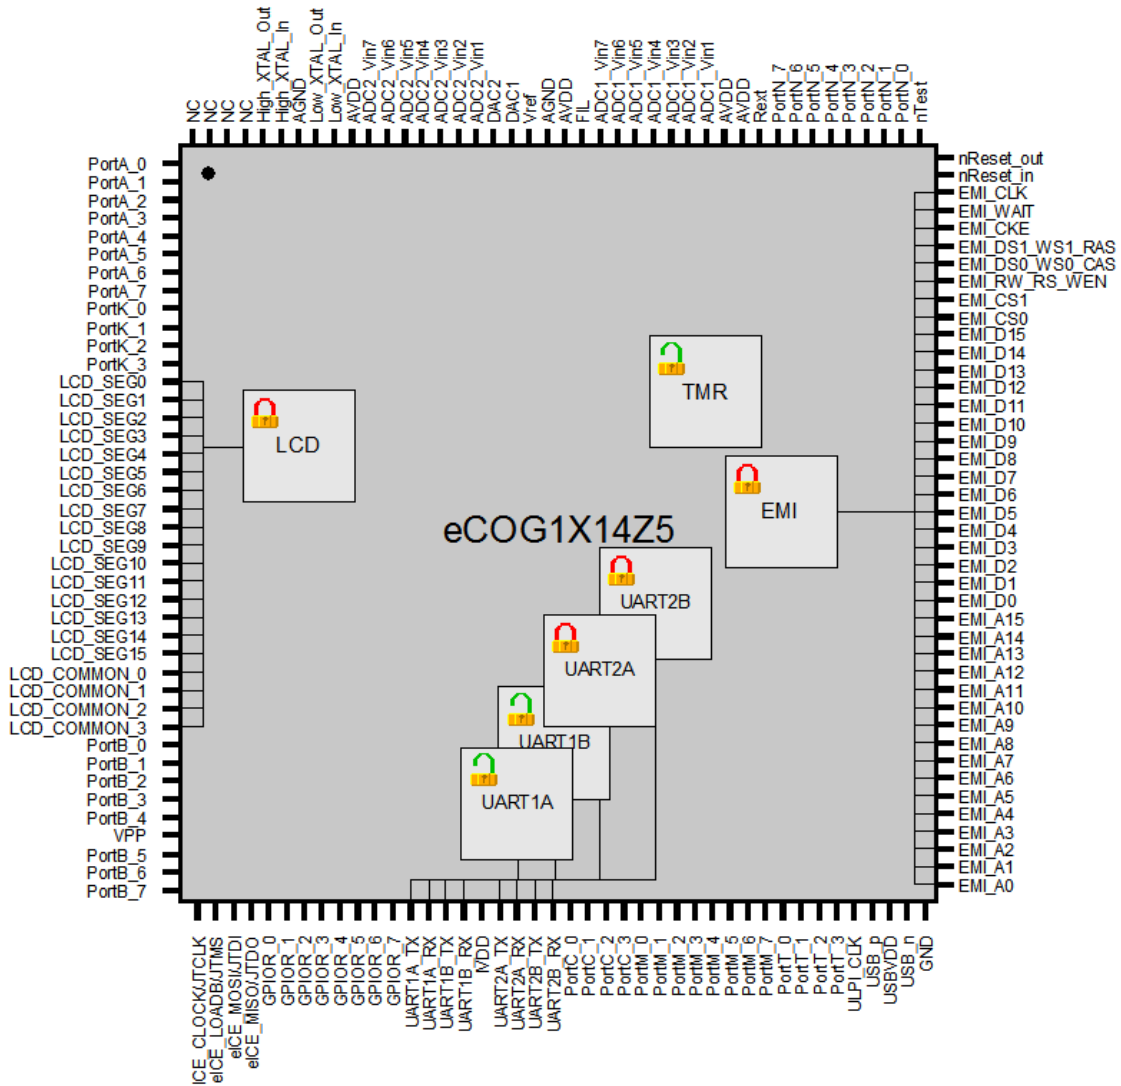 NC
NC
NC
NC
High_XTAL_Out
High_XTAL_In
AGND
Low_XTAL_Out
Low_XTAL_In
AVDD
ADC2_Vin7
ADC2_Vin6
ADC2_Vin5
ADC2_Vin4
ADC2_Vin3
ADC2_Vin2
ADC2_Vin1
DAC2
DAC1
Vref
AGND
AVDD
FIL
ADC1_Vin7
ADC1_Vin6
ADC1_Vin5
ADC1_Vin4
ADC1_Vin3
ADC1_Vin2
ADC1_Vin1
AVDD
AVDD
Rext
PortN_7
PortN_6
PortN_5
PortN_4
PortN_3
PortN_2
PortN_1
PortN_0
nTest
PortA_0
PortA_1
PortA_2
PortA_3
PortA_4
PortA_5
PortA_6
PortA_7
PortK_0
PortK_1
PortK_2
PortK_3
LCD_SEG0
LCD_SEG1
LCD_SEG2
LCD_SEG3
LCD_SEG4
LCD_SEG5
LCD_SEG6
LCD_SEG7
LCD_SEG8
LCD_SEG9
LCD_SEG10
LCD_SEG11
LCD_SEG12
LCD_SEG13
LCD_SEG14
LCD_SEG15
LCD_COMMON_0
LCD_COMMON_1
LCD_COMMON_2
LCD_COMMON_3
PortB_0
PortB_1
PortB_2
PortB_3
PortB_4
VPP
PortB_5
PortB_6
PortB_7
TMR
LCD
EMI
eCOG1X14Z5
UART2B
UART2A
UART1B
UART1A
nReset_out
nReset_in
EMI_CLK
EMI_WAIT
EMI_CKE
EMI_DS1_WS1_RAS
EMI_DS0_WS0_CAS
EMI_RW_RS_WEN
EMI_CS1
EMI_CS0
EMI_D15
EMI_D14
EMI_D13
EMI_D12
EMI_D11
EMI_D10
EMI_D9
EMI_D8
EMI_D7
EMI_D6
EMI_D5
EMI_D4
EMI_D3
EMI_D2
EMI_D1
EMI_D0
EMI_A15
EMI_A14
EMI_A13
EMI_A12
EMI_A11
EMI_A10
EMI_A9
EMI_A8
EMI_A7
EMI_A6
EMI_A5
EMI_A4
EMI_A3
EMI_A2
EMI_A1
EMI_A0
ICE_CLOCK/JTCLK
eICE_LOADB/JTMS
eICE_MOSI/JTDI
eICE_MISO/JTDO
GPIOR_0
GPIOR_1
GPIOR_2
GPIOR_3
GPIOR_4
GPIOR_5
GPIOR_6
GPIOR_7
UART1A_TX
UART1A_RX
UART1B_TX
UART1B_RX
IVDD
UART2A_TX
UART2A_RX
UART2B_TX
UART2B_RX
PortC_0
PortC_1
PortC_2
PortC_3
PortM_0
PortM_1
PortM_2
PortM_3
PortM_4
PortM_5
PortM_6
PortM_7
PortT_0
PortT_1
PortT_2
PortT_3
ULPI_CLK
USB_p
USBVDD
USB_n
GND